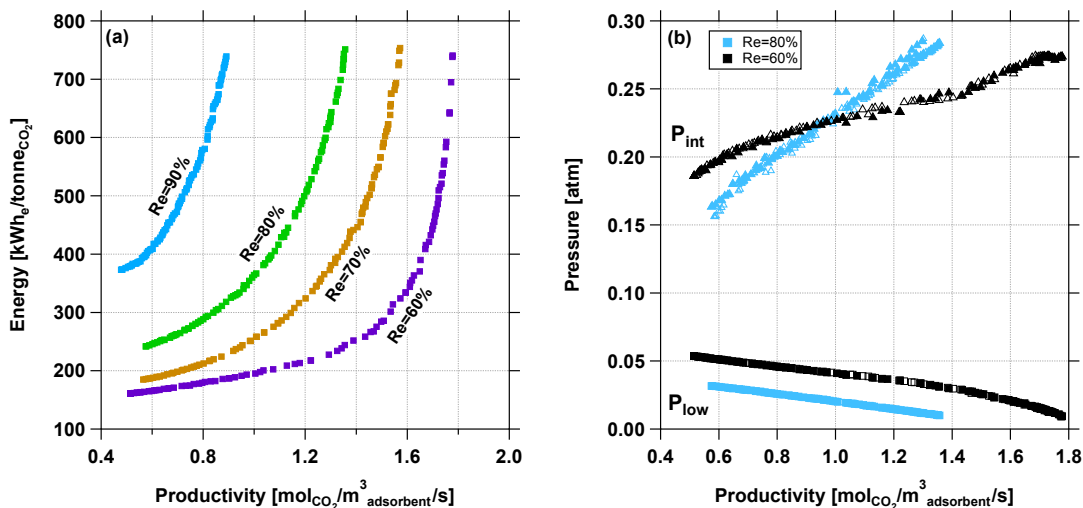 (a)
800
700
600
500
400
300
200
100
Energy [kWhe/tonneCO2]
Re=90%
Re=80%
Re=70%
Re=60%
0.4 0.8 1.2 1.6 2.0
Productivity [molCO2/m3adsorbent/s]
(b)
0.30
0.25
0.20
0.15
0.10
0.05
0.00
Pressure [atm]
Re=80%
Re=60%
Pint
Plow
0.4 0.6 0.8 1.0 1.2 1.4 1.6 1.8
Productivity [molCO2/m3adsorbent/s]